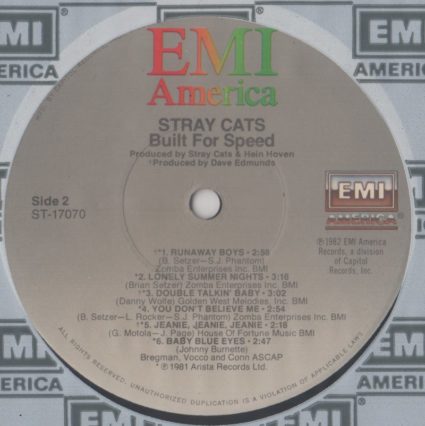 EMI
America
STRAY CATS
Built For Speed
Produced by Stray Cats & Hein Hoven
†Produced by Dave Edmunds
Side 2
ST-17070
EMI
AMERICA
℗1982 EMI America
Records, a division
of Capitol
Records, Inc.
†*1. RUNAWAY BOYS • 2:58
(B. Setzer–S.J. Phantom)
Zomba Enterprises Inc. BMI
*2. LONELY SUMMER NIGHTS • 3:16
(Brian Setzer) Zomba Enterprises Inc. BMI
†*3. DOUBLE TALKIN' BABY • 3:02
(Danny Wolfe) Golden West Melodies, Inc. BMI
*4. YOU DON'T BELIEVE ME • 2:54
(B. Setzer–L. Rocker–S.J. Phantom) Zomba Enterprises Inc. BMI
†*5. JEANIE, JEANIE, JEANIE • 2:18
(G. Motola–J. Page) House Of Fortune Music BMI
*6. BABY BLUE EYES • 2:47
(Johnny Burnette)
Bregman, Vocco and Conn ASCAP
*℗1981 Arista Records Ltd.
ALL RIGHTS RESERVED. UNAUTHORIZED DUPLICATION IS A VIOLATION OF APPLICABLE LAWS
EMI
AMERICA
EMI
AMERICA
AMERICA